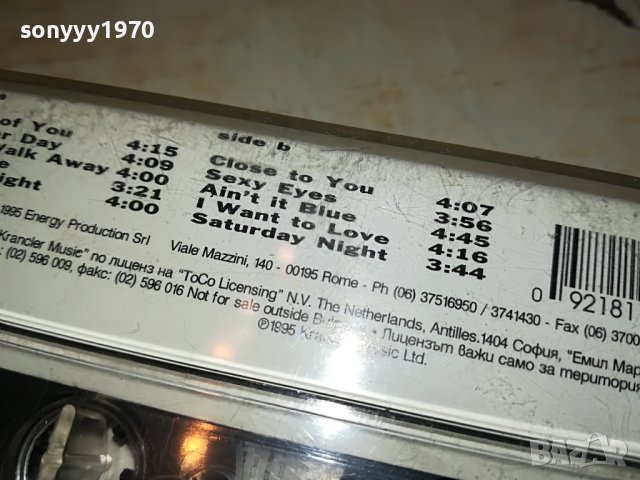 sonyyy1970
of You 4:15
Day 4:09
Walk Away 4:00
3:21
4:00
side b
Close to You 4:07
Sexy Eyes 3:56
Ain't it Blue 4:45
I Want to Love 4:16
Saturday Night 3:44
1995 Energy Production Srl
Viale Mazzini, 140 - 00195 Rome - Ph (06) 37516950 / 3741430 - Fax (06) 3700
"Krancler Music" по лиценз на "ToCo Licensing" N.V. The Netherlands, Antilles.1404 София, "Емил Мар
(02) 596 009, факс: (02) 596 016 Not for sale outside • Лицензът важи само за територия
℗1995 Music Ltd.
0 92181
BAZAR